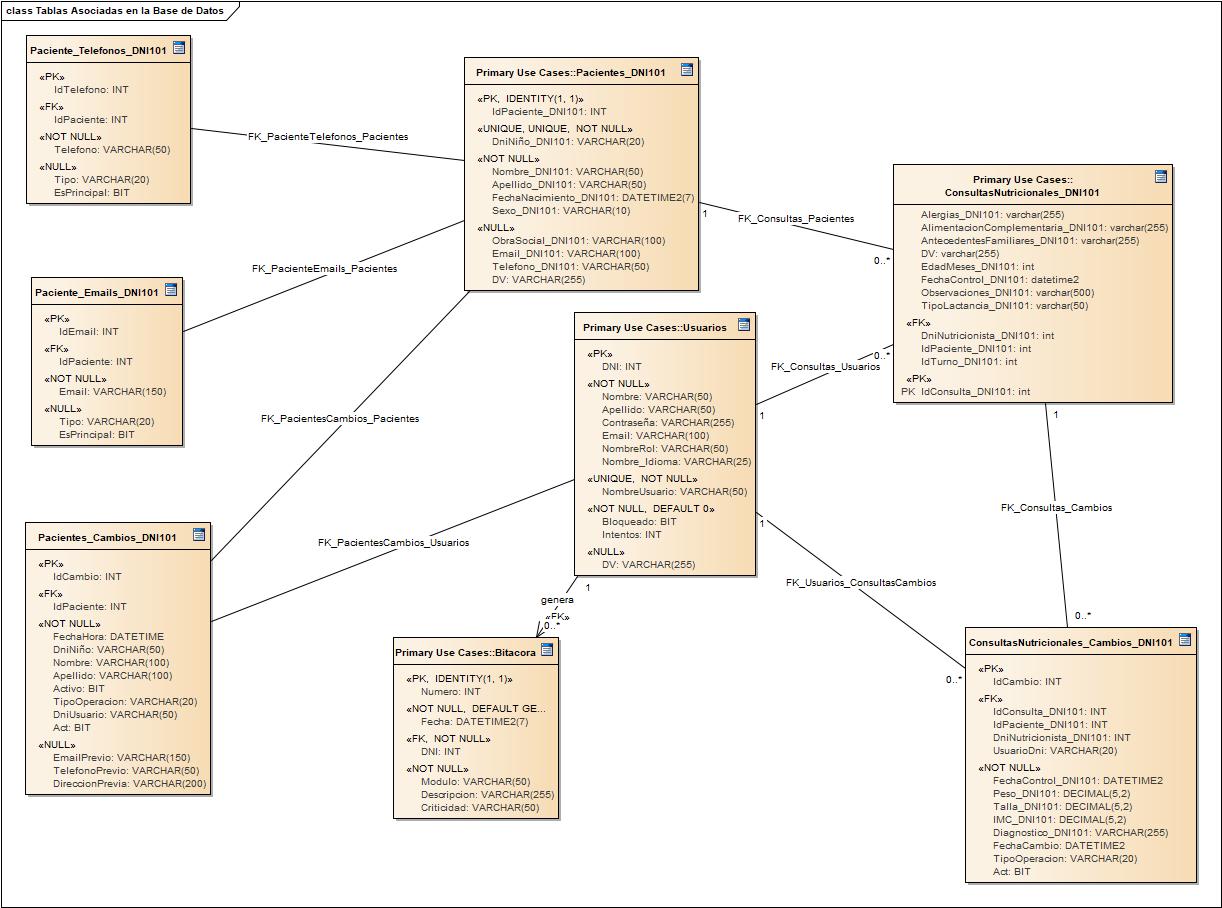 class Tablas Asociadas en la Base de Datos
Paciente_Telefonos_DNI101
«PK»
IdTelefono: INT
«FK»
IdPaciente: INT
«NOT NULL»
Telefono: VARCHAR(50)
«NULL»
Tipo: VARCHAR(20)
EsPrincipal: BIT
FK_PacienteTelefonos_Pacientes
Primary Use Cases::Pacientes_DNI101
«PK, IDENTITY(1, 1)»
IdPaciente_DNI101: INT
«UNIQUE, UNIQUE, NOT NULL»
DniNiño_DNI101: VARCHAR(20)
«NOT NULL»
Nombre_DNI101: VARCHAR(50)
Apellido_DNI101: VARCHAR(50)
FechaNacimiento_DNI101: DATETIME2(7)
Sexo_DNI101: VARCHAR(10)
«NULL»
ObraSocial_DNI101: VARCHAR(100)
Email_DNI101: VARCHAR(100)
Telefono_DNI101: VARCHAR(50)
DV: VARCHAR(255)
1
FK_Consultas_Pacientes
0..*
Primary Use Cases::
ConsultasNutricionales_DNI101
Alergias_DNI101: varchar(255)
AlimentacionComplementaria_DNI101: varchar(255)
AntecedentesFamiliares_DNI101: varchar(255)
DV: varchar(255)
EdadMeses_DNI101: int
FechaControl_DNI101: datetime2
Observaciones_DNI101: varchar(500)
TipoLactancia_DNI101: varchar(50)
«FK»
DniNutricionista_DNI101: int
IdPaciente_DNI101: int
IdTurno_DNI101: int
«PK»
PK IdConsulta_DNI101: int
FK_PacienteEmails_Pacientes
Paciente_Emails_DNI101
«PK»
IdEmail: INT
«FK»
IdPaciente: INT
«NOT NULL»
Email: VARCHAR(150)
«NULL»
Tipo: VARCHAR(20)
EsPrincipal: BIT
FK_PacientesCambios_Pacientes
Primary Use Cases::Usuarios
«PK»
DNI: INT
«NOT NULL»
Nombre: VARCHAR(50)
Apellido: VARCHAR(50)
Contraseña: VARCHAR(255)
Email: VARCHAR(100)
NombreRol: VARCHAR(50)
Nombre_Idioma: VARCHAR(25)
«UNIQUE, NOT NULL»
NombreUsuario: VARCHAR(50)
«NOT NULL, DEFAULT 0»
Bloqueado: BIT
Intentos: INT
«NULL»
DV: VARCHAR(255)
0..*
FK_Consultas_Usuarios
1
1
FK_Consultas_Cambios
0..*
1
FK_Usuarios_ConsultasCambios
0..*
Pacientes_Cambios_DNI101
«PK»
IdCambio: INT
«FK»
IdPaciente: INT
«NOT NULL»
FechaHora: DATETIME
DniNiño: VARCHAR(50)
Nombre: VARCHAR(100)
Apellido: VARCHAR(100)
Activo: BIT
TipoOperacion: VARCHAR(20)
DniUsuario: VARCHAR(50)
Act: BIT
«NULL»
EmailPrevio: VARCHAR(150)
TelefonoPrevio: VARCHAR(50)
DireccionPrevia: VARCHAR(200)
FK_PacientesCambios_Usuarios
1
genera
«FK»
0..*
Primary Use Cases::Bitacora
«PK, IDENTITY(1, 1)»
Numero: INT
«NOT NULL, DEFAULT GE...
Fecha: DATETIME2(7)
«FK, NOT NULL»
DNI: INT
«NOT NULL»
Modulo: VARCHAR(50)
Descripcion: VARCHAR(255)
Criticidad: VARCHAR(50)
ConsultasNutricionales_Cambios_DNI101
«PK»
IdCambio: INT
«FK»
IdConsulta_DNI101: INT
IdPaciente_DNI101: INT
DniNutricionista_DNI101: INT
UsuarioDni: VARCHAR(20)
«NOT NULL»
FechaControl_DNI101: DATETIME2
Peso_DNI101: DECIMAL(5,2)
Talla_DNI101: DECIMAL(5,2)
IMC_DNI101: DECIMAL(5,2)
Diagnostico_DNI101: VARCHAR(255)
FechaCambio: DATETIME2
TipoOperacion: VARCHAR(20)
Act: BIT